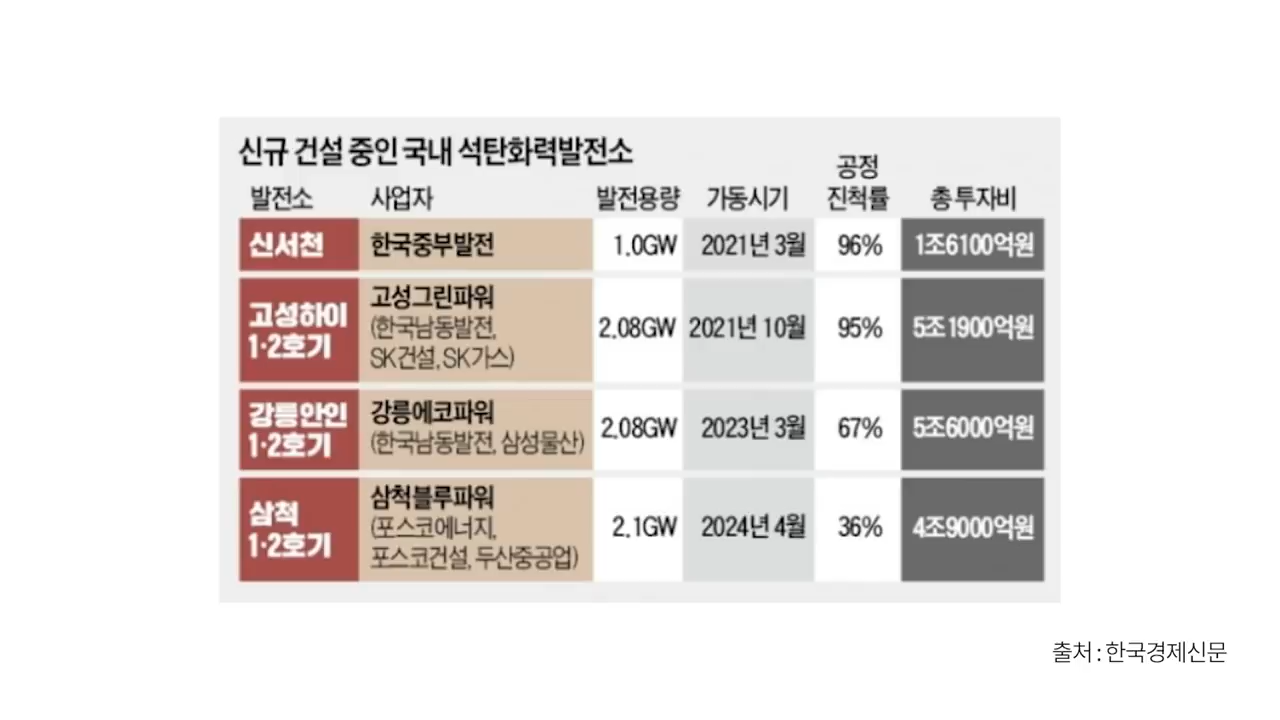 신규 건설 중인 국내 석탄화력발전소
발전소 사업자 발전용량 가동시기 공정 진척률 총 투자비
신서천 한국중부발전 1.0GW 2021년 3월 96% 1조6100억원
고성하이 1·2호기 고성그린파워 (한국남동발전, SK건설, SK가스) 2.08GW 2021년 10월 95% 5조1900억원
강릉안인 1·2호기 강릉에코파워 (한국남동발전, 삼성물산) 2.08GW 2023년 3월 67% 5조6000억원
삼척 1·2호기 삼척블루파워 (포스코에너지, 포스코건설, 두산중공업) 2.1GW 2024년 4월 36% 4조9000억원
출처 : 한국경제신문